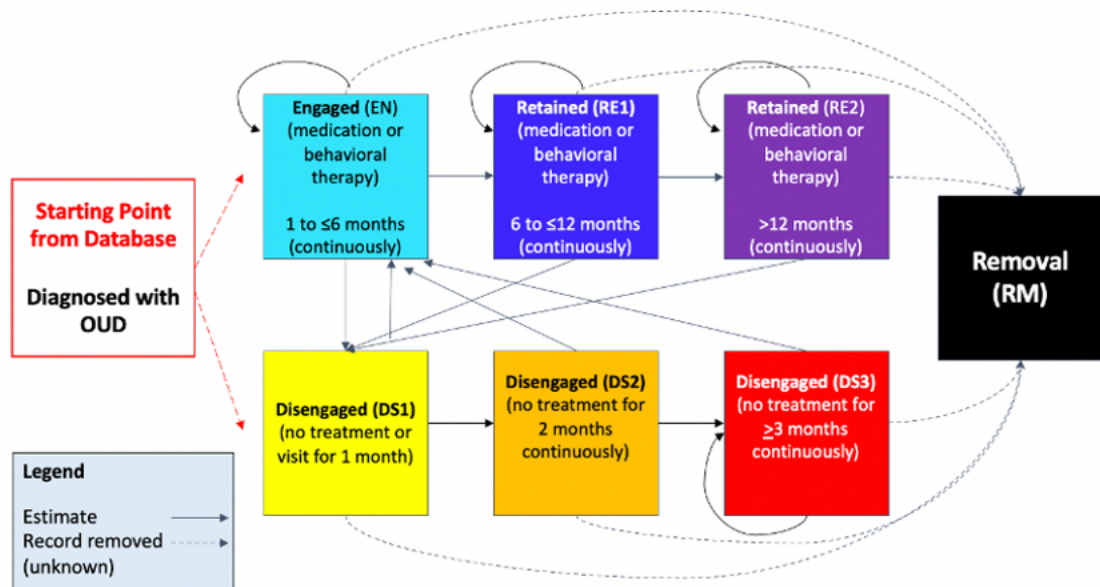 Engaged (EN)
(medication or
behavioral
therapy)
1 to ≤6 months
(continuously)
Retained (RE1)
(medication or
behavioral
therapy)
6 to ≤12 months
(continuously)
Retained (RE2)
(medication or
behavioral
therapy)
>12 months
(continuously)
Starting Point
from Database
Diagnosed with
OUD
Removal
(RM)
Disengaged (DS1)
(no treatment or
visit for 1 month)
Disengaged (DS2)
(no treatment for
2 months
continuously)
Disengaged (DS3)
(no treatment for
≥3 months
continuously)
Legend
Estimate
Record removed
(unknown)